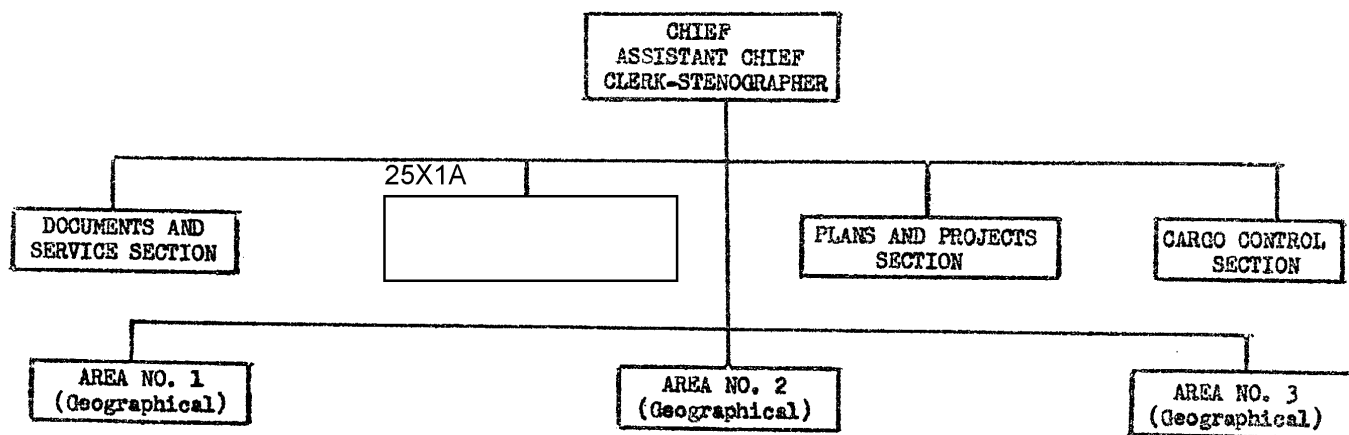 CHIEF
ASSISTANT CHIEF
CLERK-STENOGRAPHER
25X1A
DOCUMENTS AND
SERVICE SECTION
PLANS AND PROJECTS
SECTION
CARGO CONTROL
SECTION
AREA NO. 1
(Geographical)
AREA NO. 2
(Geographical)
AREA NO. 3
(Geographical)